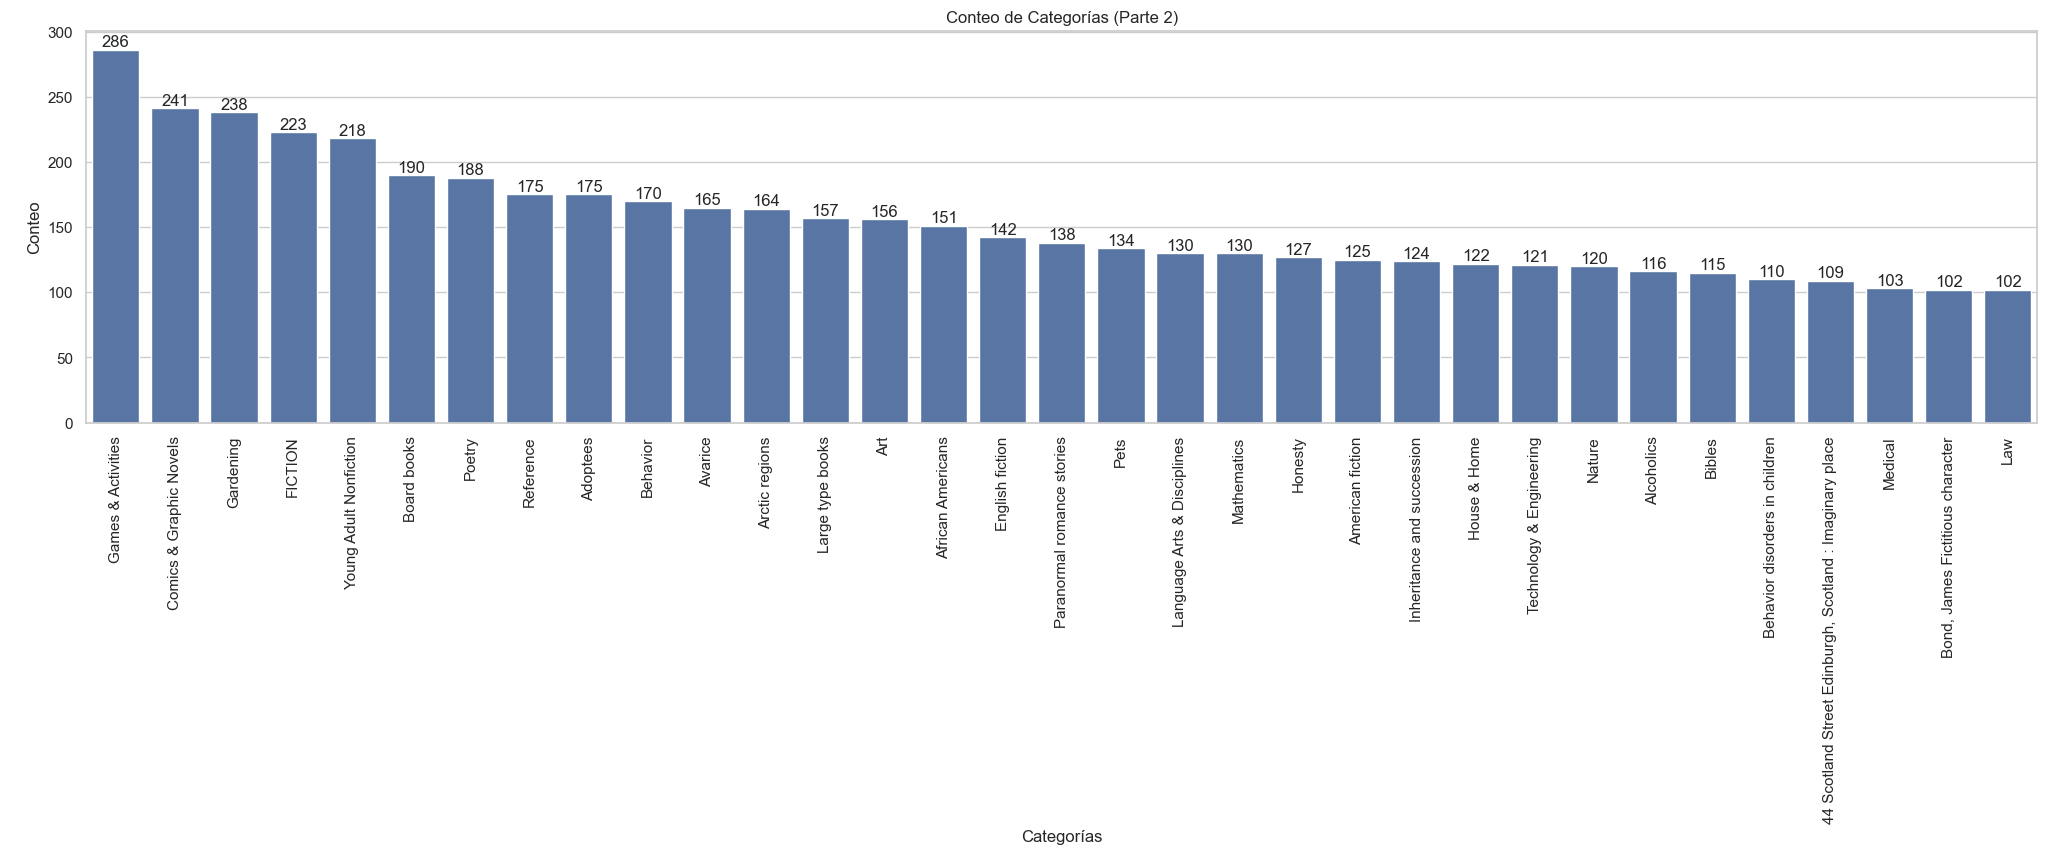 Conteo de Categorías (Parte 2)
Conteo
300
250
200
150
100
50
0
286
241
238
223
218
190
188
175
175
170
165
164
157
156
151
142
138
134
130
130
127
125
124
122
121
120
116
115
110
109
103
102
102
Games & Activities
Comics & Graphic Novels
Gardening
FICTION
Young Adult Nonfiction
Board books
Poetry
Reference
Adoptees
Behavior
Avarice
Arctic regions
Large type books
Art
African Americans
English fiction
Paranormal romance stories
Pets
Language Arts & Disciplines
Mathematics
Honesty
American fiction
Inheritance and succession
House & Home
Technology & Engineering
Nature
Alcoholics
Bibles
Behavior disorders in children
44 Scotland Street Edinburgh, Scotland : Imaginary place
Medical
Bond, James Fictitious character
Law
Categorías